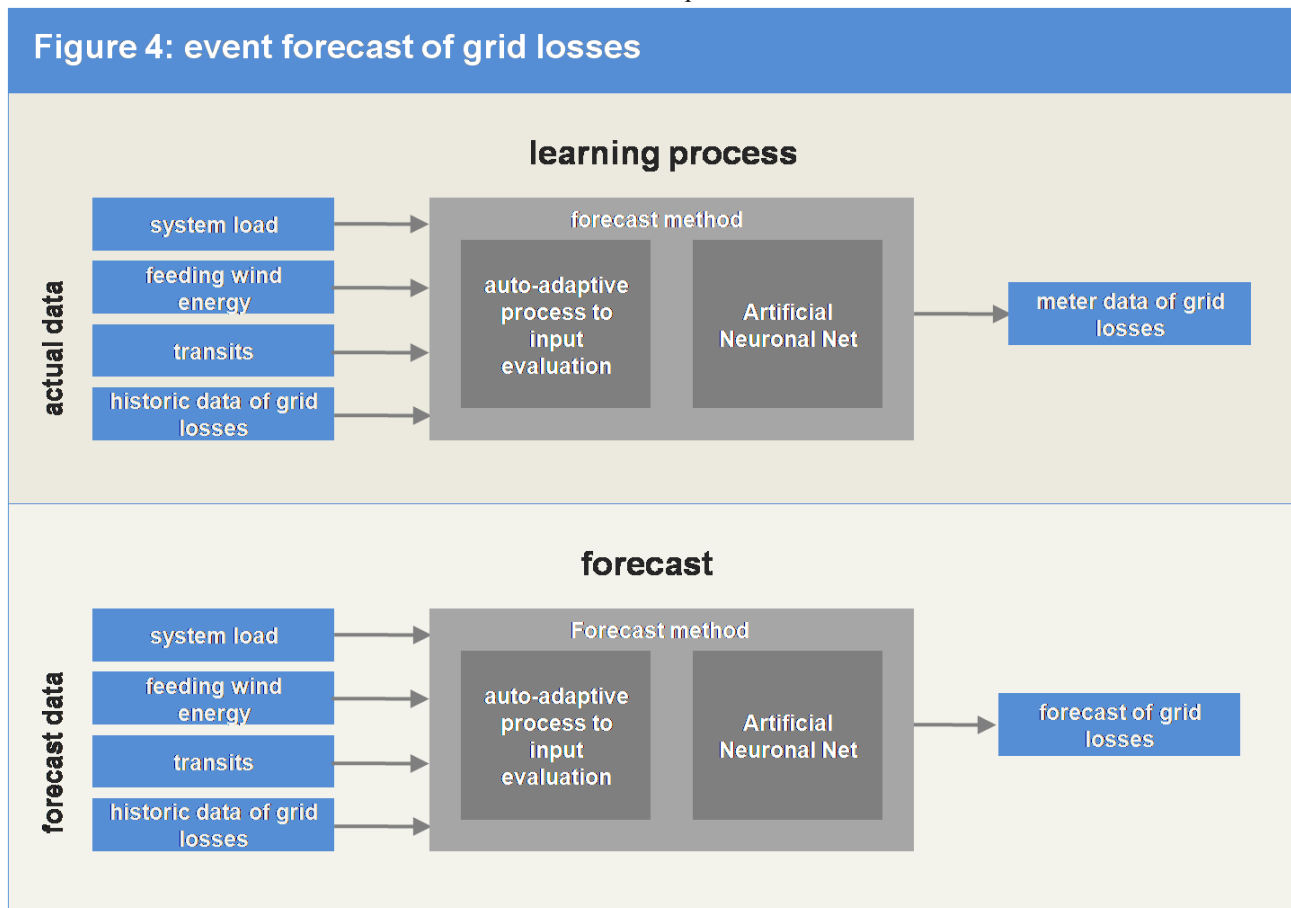 Figure 4: event forecast of grid losses
learning process
actual data
system load
feeding wind
energy
transits
historic data of grid
losses
forecast method
auto-adaptive
process to
input
evaluation
Artificial
Neuronal Net
meter data of grid
losses
forecast
forecast data
system load
feeding wind
energy
transits
historic data of grid
losses
Forecast method
auto-adaptive
process to
input
evaluation
Artificial
Neuronal Net
forecast of grid
losses